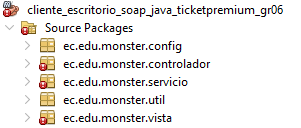 cliente_escritorio_soap_java_ticketpremium_gr06
Source Packages
ec.edu.monster.config
ec.edu.monster.controlador
ec.edu.monster.servicio
ec.edu.monster.util
ec.edu.monster.vista